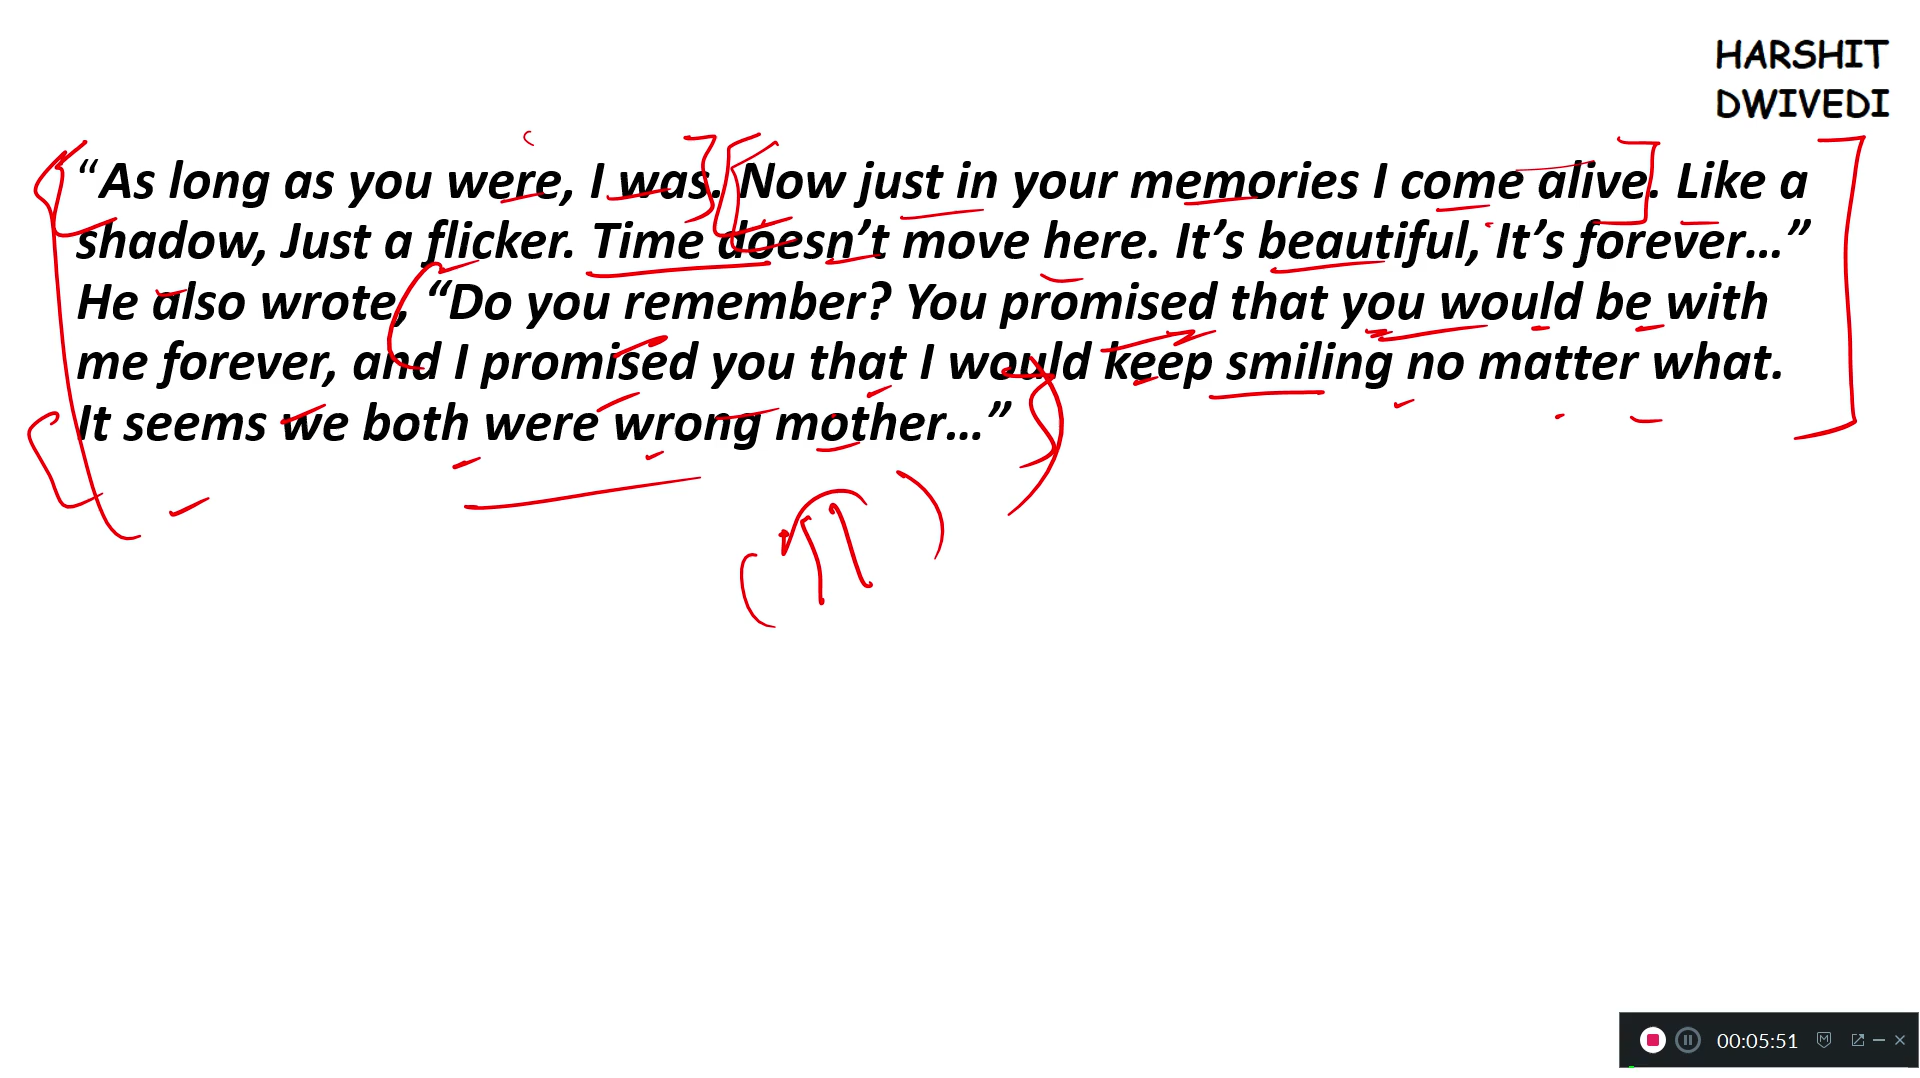 HARSHIT
DWIVEDI
“As long as you were, I was. Now just in your memories I come alive. Like a
shadow, Just a flicker. Time doesn’t move here. It’s beautiful, It’s forever…”
He also wrote, “Do you remember? You promised that you would be with
me forever, and I promised you that I would keep smiling no matter what.
It seems we both were wrong mother…”
00:05:51